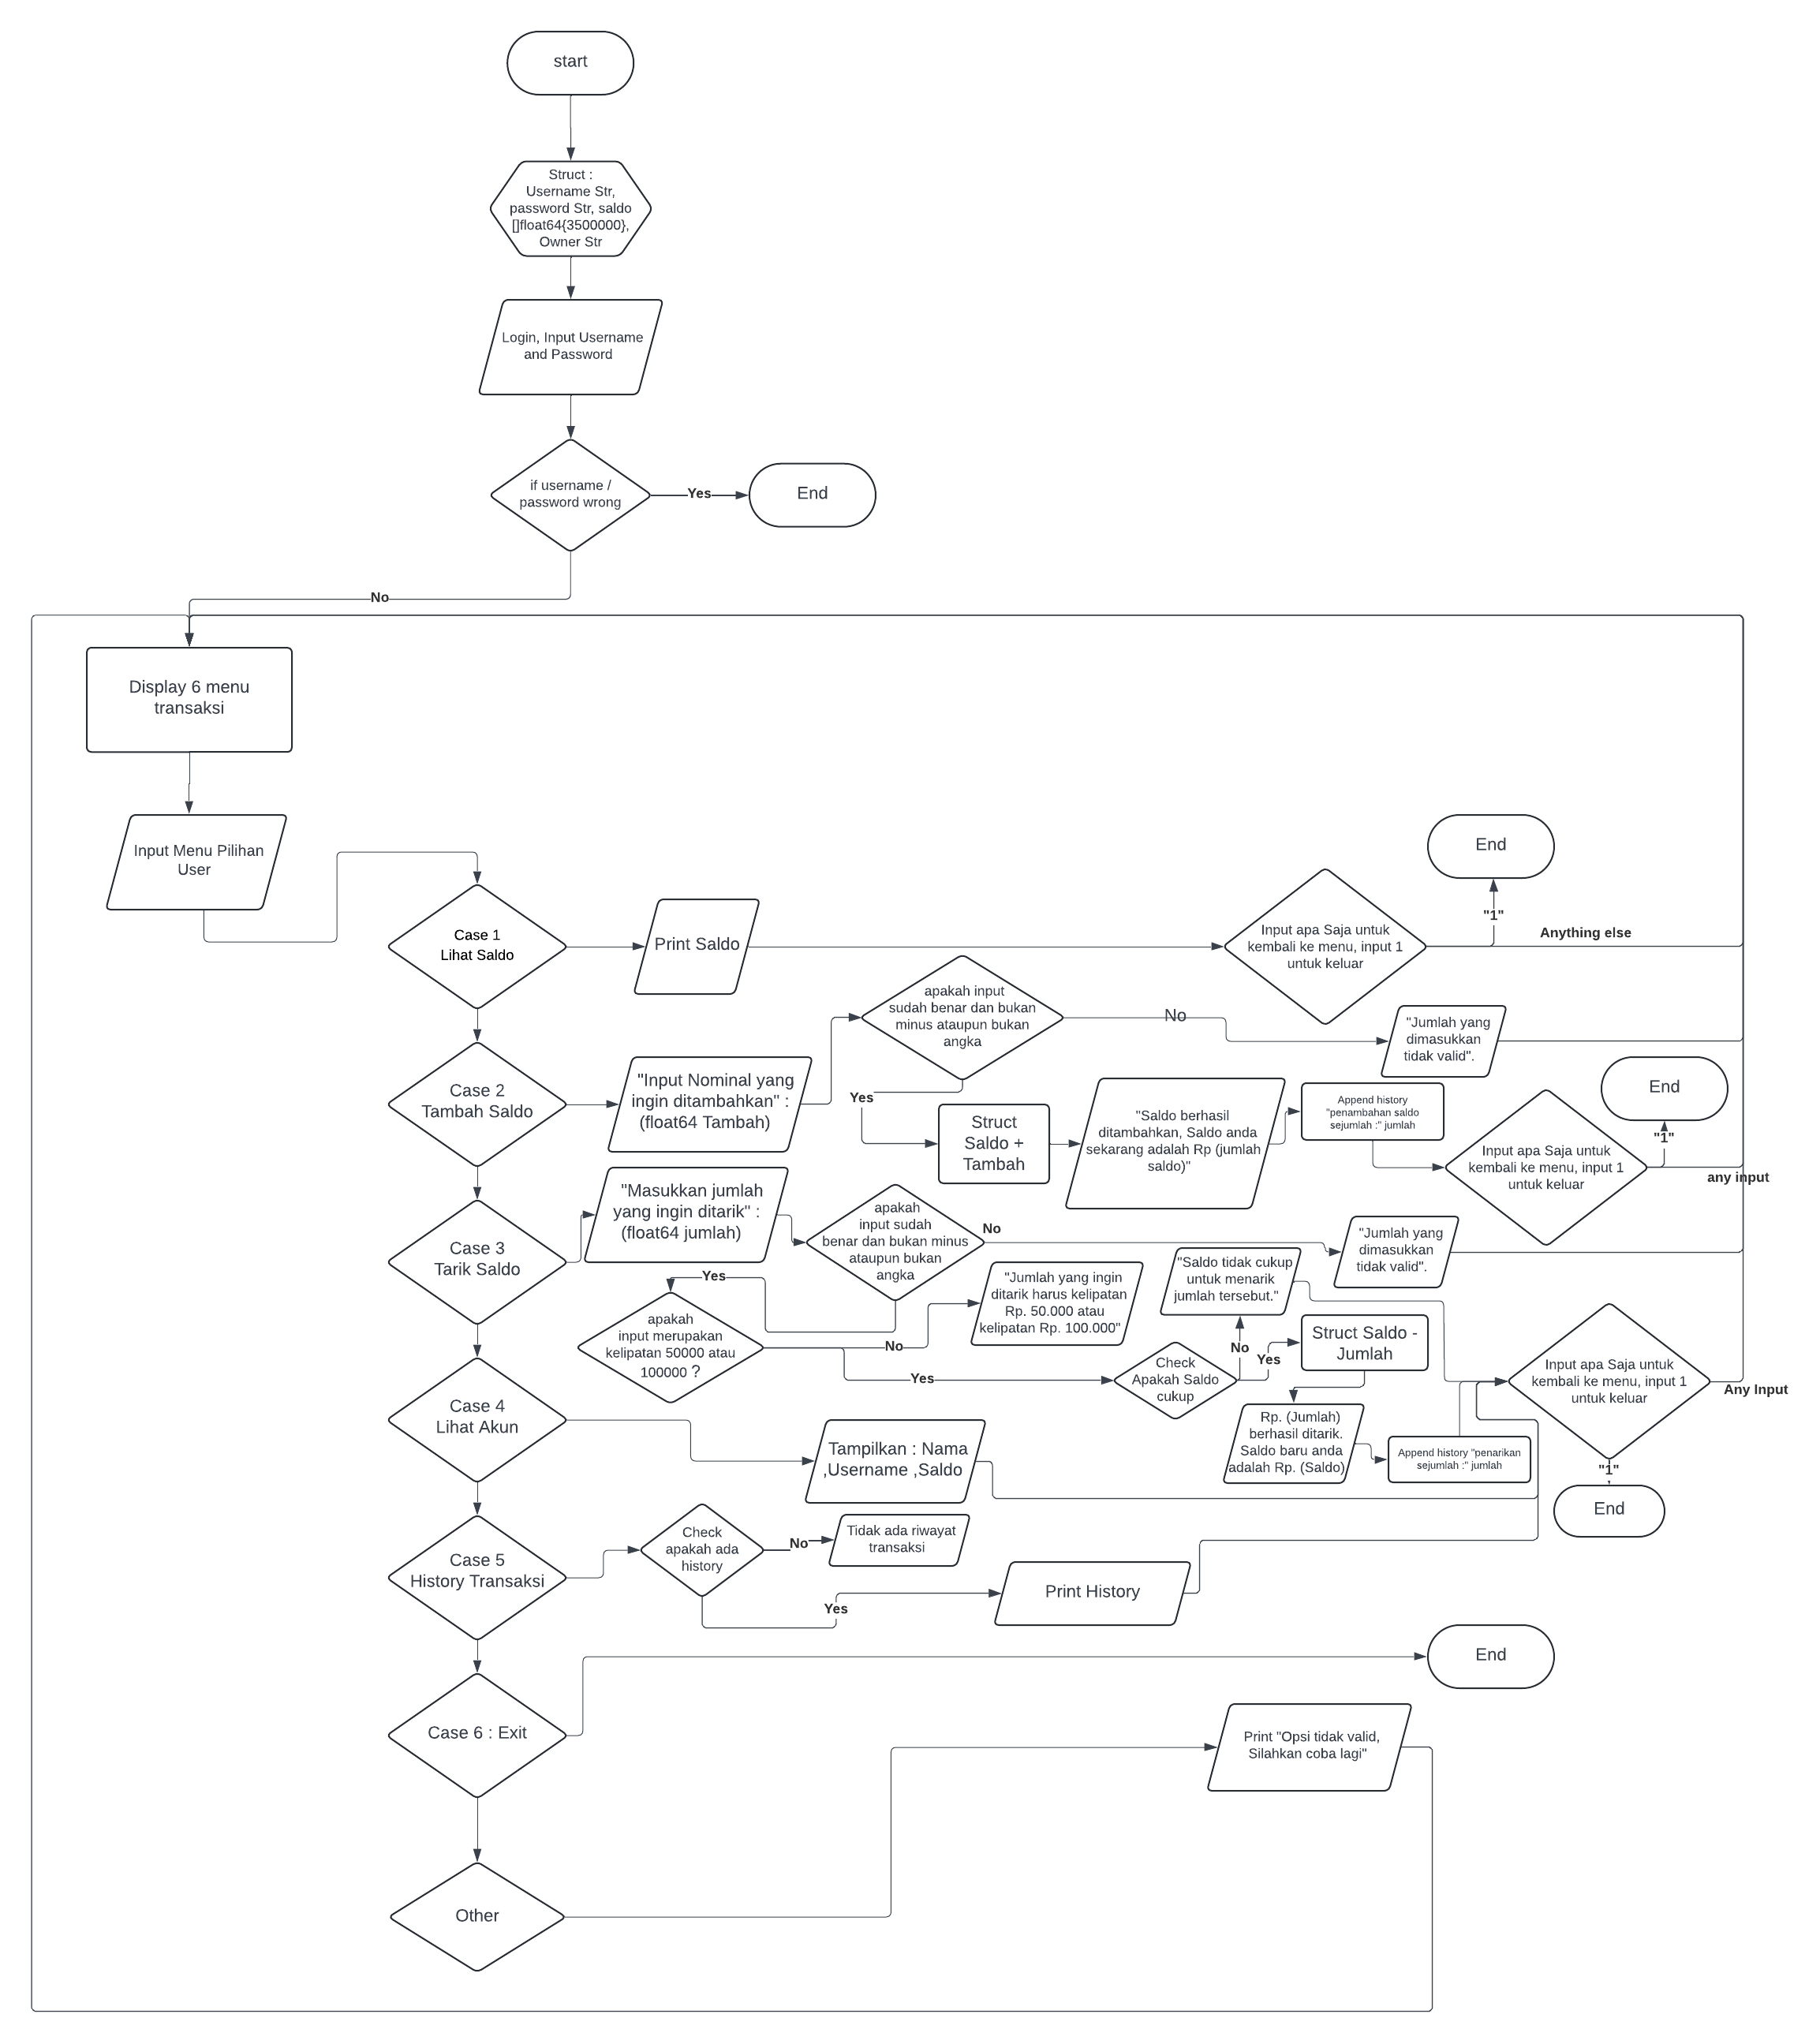 start
Struct :
Username Str,
password Str, saldo
[]float64{3500000},
Owner Str
Login, Input Username
and Password
if username /
password wrong
Yes
End
No
Display 6 menu
transaksi
Input Menu Pilihan
User
Case 1
Lihat Saldo
Print Saldo
Input apa Saja untuk
kembali ke menu, input 1
untuk keluar
"1"
End
Anything else
Case 2
Tambah Saldo
"Input Nominal yang
ingin ditambahkan" :
(float64 Tambah)
apakah input
sudah benar dan bukan
minus ataupun bukan
angka
No
"Jumlah yang
dimasukkan
tidak valid".
Yes
Struct
Saldo +
Tambah
"Saldo berhasil
ditambahkan, Saldo anda
sekarang adalah Rp (jumlah
saldo)"
Append history
"penambahan saldo
sejumlah :" jumlah
Input apa Saja untuk
kembali ke menu, input 1
untuk keluar
"1"
End
any input
Case 3
Tarik Saldo
"Masukkan jumlah
yang ingin ditarik" :
(float64 jumlah)
apakah
input sudah
benar dan bukan minus
ataupun bukan
angka
No
"Jumlah yang
dimasukkan
tidak valid".
Yes
apakah
input merupakan
kelipatan 50000 atau
100000 ?
No
"Jumlah yang ingin
ditarik harus kelipatan
Rp. 50.000 atau
kelipatan Rp. 100.000"
Yes
Check
Apakah Saldo
cukup
No
"Saldo tidak cukup
untuk menarik
jumlah tersebut."
Yes
Struct Saldo -
Jumlah
Rp. (Jumlah)
berhasil ditarik.
Saldo baru anda
adalah Rp. (Saldo)
Append history "penarikan
sejumlah :" jumlah
Input apa Saja untuk
kembali ke menu, input 1
untuk keluar
Any Input
"1"
End
Case 4
Lihat Akun
Tampilkan : Nama
,Username ,Saldo
Case 5
History Transaksi
Check
apakah ada
history
No
Tidak ada riwayat
transaksi
Yes
Print History
Case 6 : Exit
End
Other
Print "Opsi tidak valid,
Silahkan coba lagi"